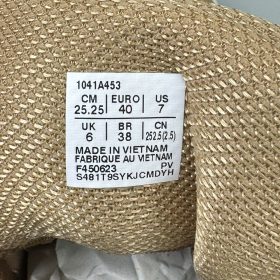 1041A453
CM EURO US
25.25 40 7
UK BR CN
6 38 252.5(2.5)
MADE IN VIETNAM
FABRIQUE AU VIETNAM
F450623 PV
S481T9SYKJCMDYH